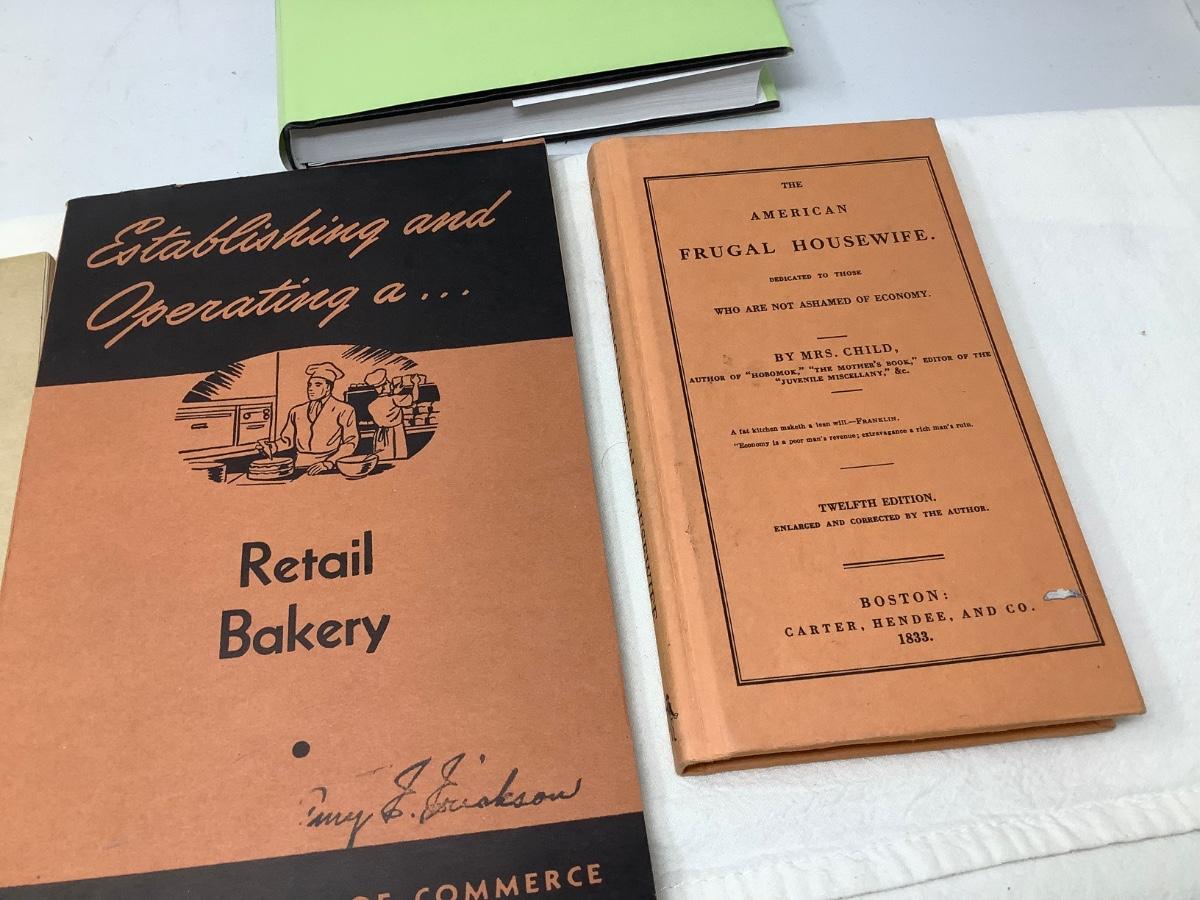 Establishing and
Operating a...
Retail
Bakery
J. Erickson
OF COMMERCE
THE
AMERICAN
FRUGAL HOUSEWIFE.
DEDICATED TO THOSE
WHO ARE NOT ASHAMED OF ECONOMY.
BY MRS. CHILD,
AUTHOR OF "HOBOMOK," "THE MOTHER'S BOOK," EDITOR OF THE
"JUVENILE MISCELLANY," &c.
A fat kitchen maketh a lean will.—FRANKLIN.
"Economy is a poor man's revenue; extravagance a rich man's ruin.
TWELFTH EDITION.
ENLARGED AND CORRECTED BY THE AUTHOR.
BOSTON:
CARTER, HENDEE, AND CO.
1833.